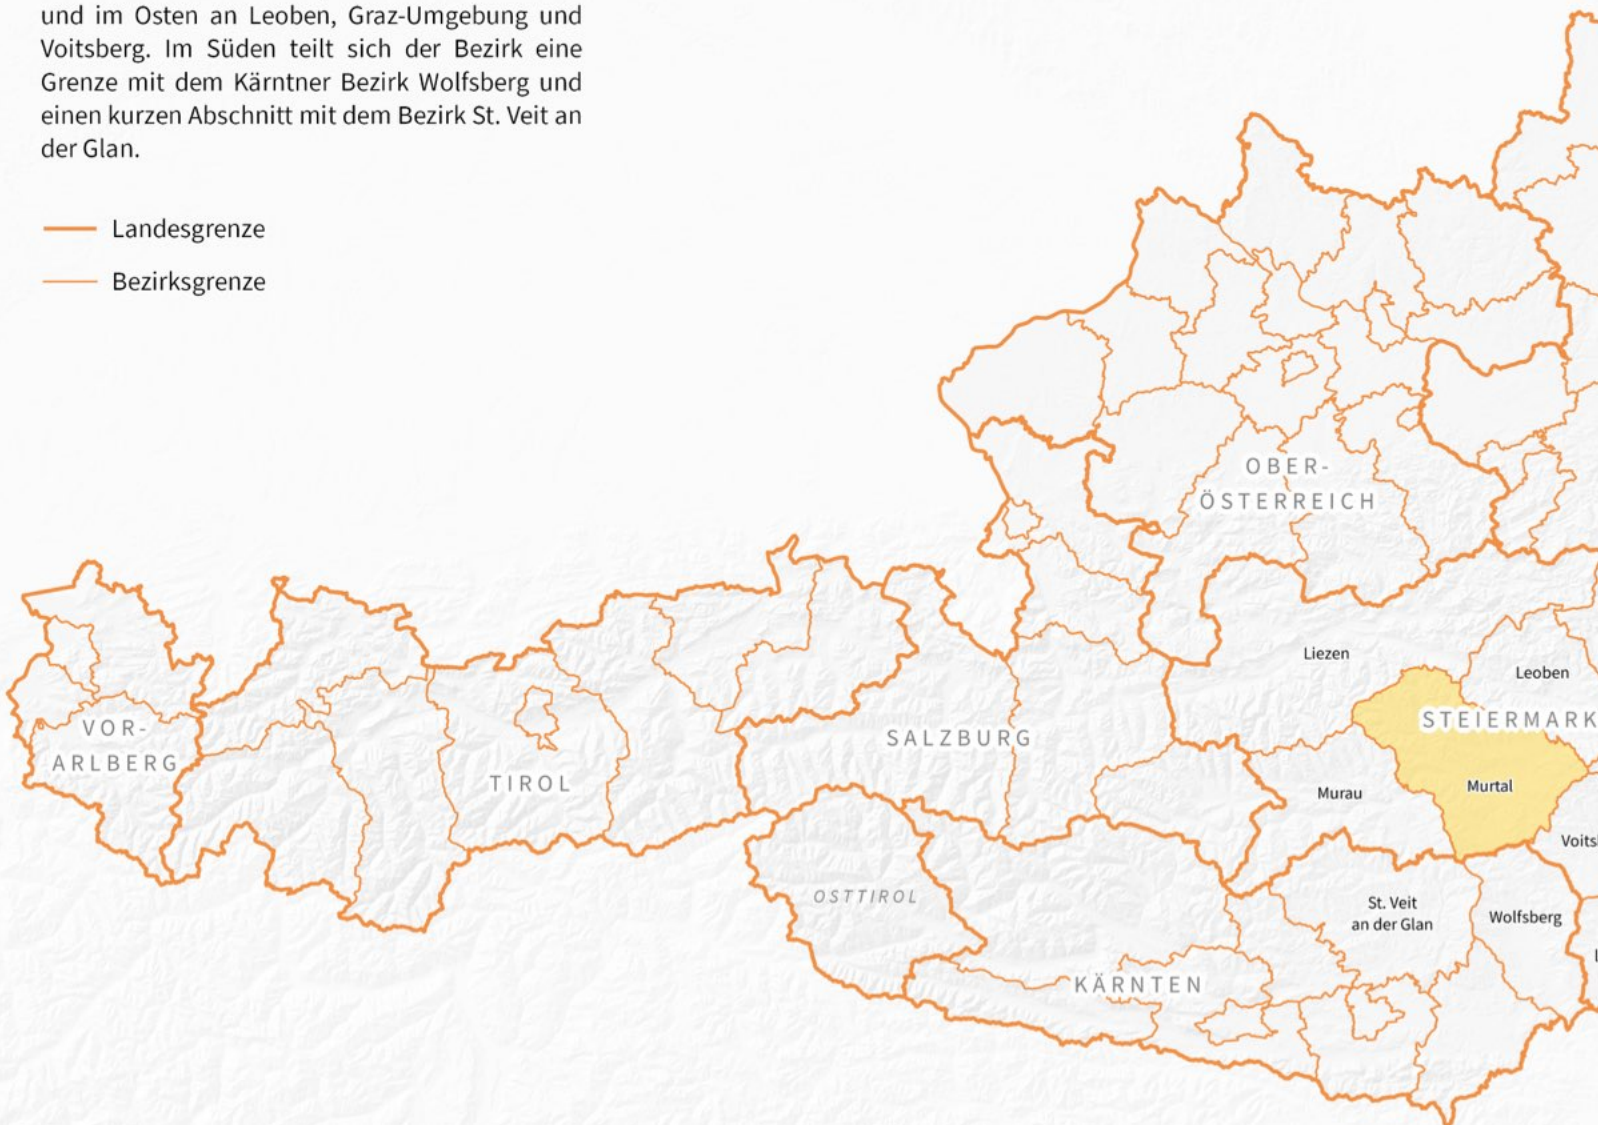 und im Osten an Leoben, Graz-Umgebung und
Voitsberg. Im Süden teilt sich der Bezirk eine
Grenze mit dem Kärntner Bezirk Wolfsberg und
einen kurzen Abschnitt mit dem Bezirk St. Veit an
der Glan.
Landesgrenze
Bezirksgrenze
OBER-
ÖSTERREICH
Liezen
Leoben
STEIERMARK
VOR-
ARLBERG
TIROL
SALZBURG
Murau
Murtal
OSTTIROL
St. Veit
an der Glan
Wolfsberg
KÄRNTEN